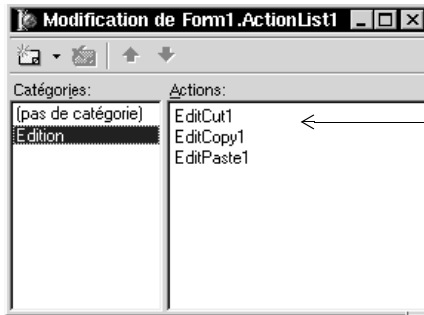 Modification de Form1.ActionList1
Catégories:
Actions:
(pas de catégorie)
Edition
EditCut1
EditCopy1
EditPaste1